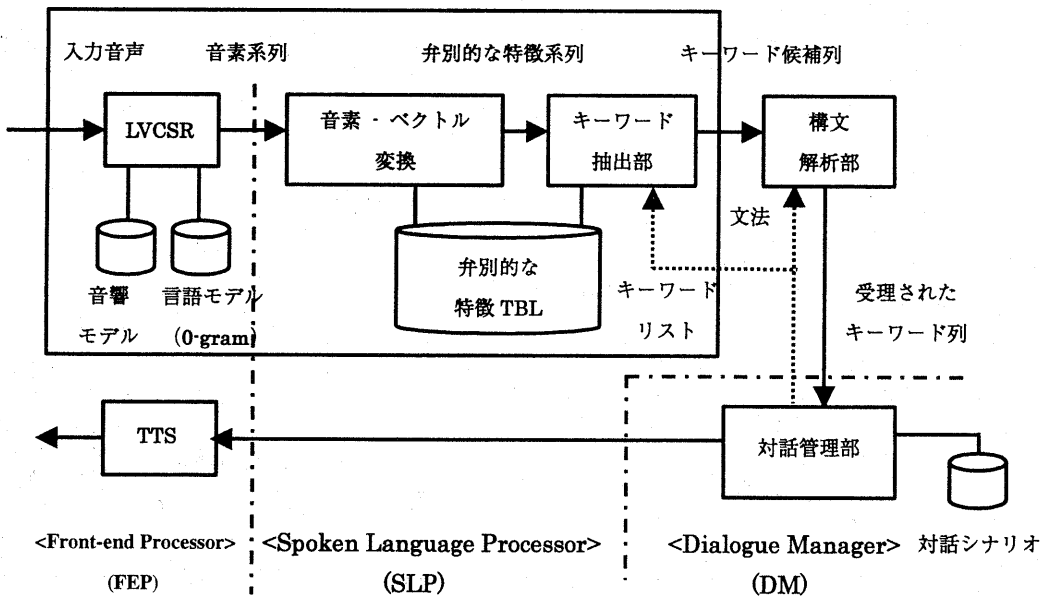 入力音声
音素系列
弁別的な特徴系列
キーワード候補列
LVCSR
音素 - ベクトル
変換
キーワード
抽出部
構文
解析部
文法
弁別的な
特徴 TBL
キーワード
リスト
音響
モデル
言語モデル
(0-gram)
受理された
キーワード列
TTS
対話管理部
<Front-end Processor>
(FEP)
<Spoken Language Processor>
(SLP)
<Dialogue Manager>
(DM)
対話シナリオ